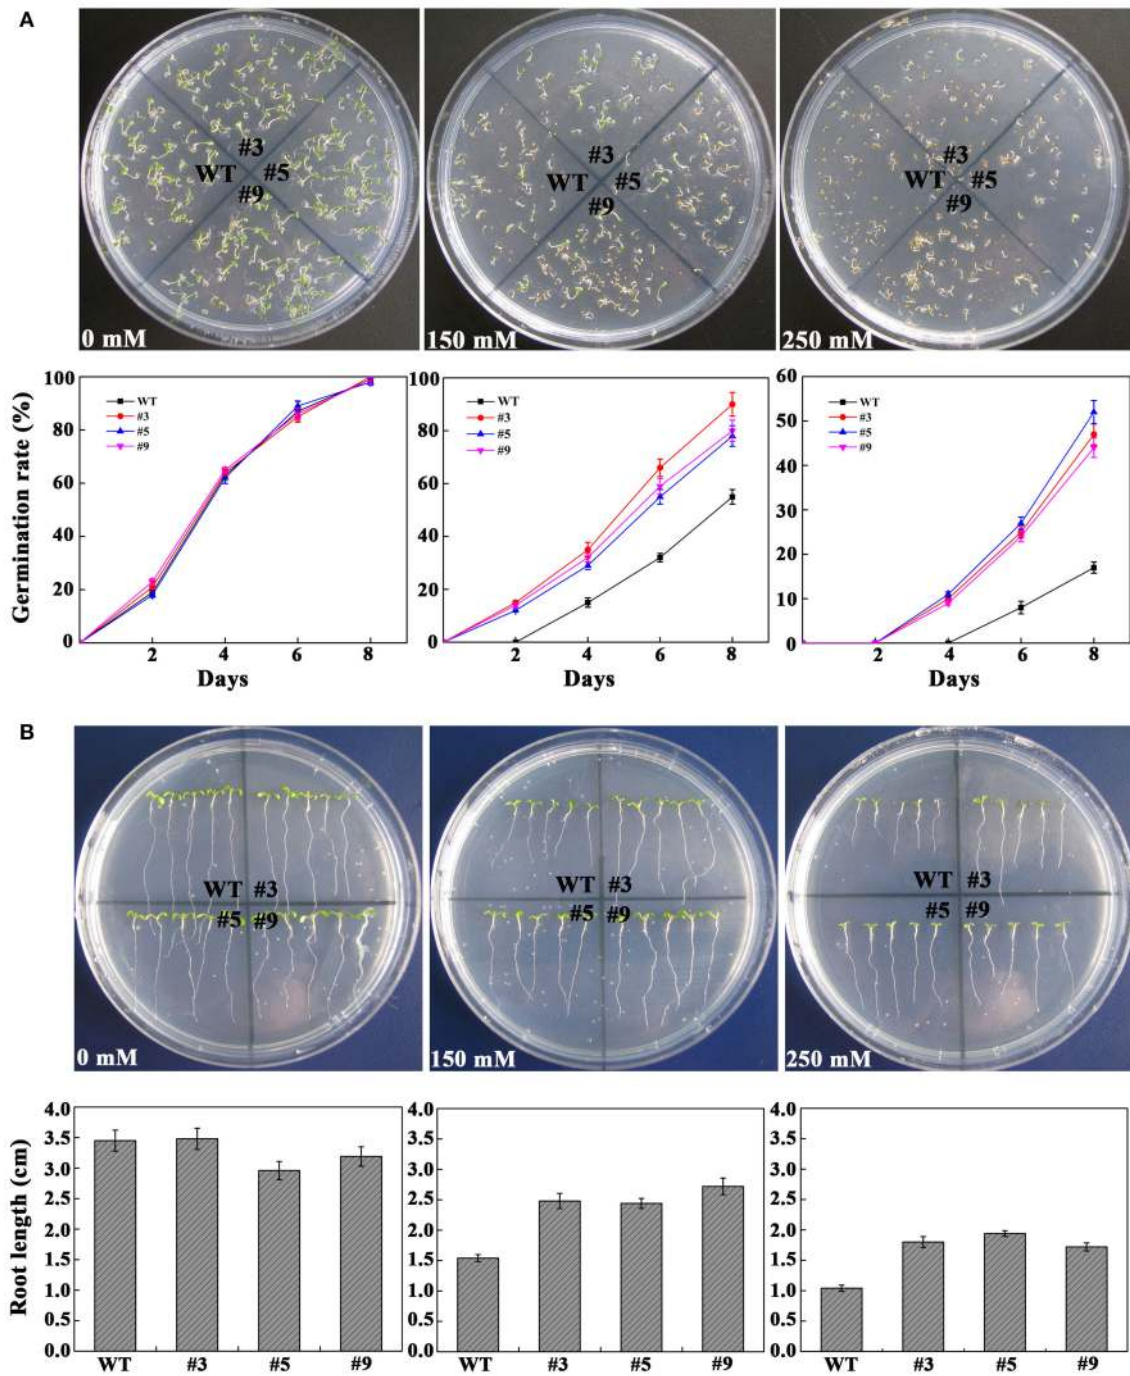 A
#3
WT #5
#9
0 mM
#3
WT #5
#9
150 mM
#3
WT #5
#9
250 mM
Germination rate (%)
100
80
60
40
20
0
WT
#3
#5
#9
2 4 6 8
Days
100
80
60
40
20
0
WT
#3
#5
#9
2 4 6 8
Days
60
50
40
30
20
10
0
WT
#3
#5
#9
2 4 6 8
Days
B
WT #3
#5 #9
0 mM
WT #3
#5 #9
150 mM
WT #3
#5 #9
250 mM
Root length (cm)
4.0
3.5
3.0
2.5
2.0
1.5
1.0
0.5
0.0
WT #3 #5 #9
4.0
3.5
3.0
2.5
2.0
1.5
1.0
0.5
0.0
WT #3 #5 #9
4.0
3.5
3.0
2.5
2.0
1.5
1.0
0.5
0.0
WT #3 #5 #9